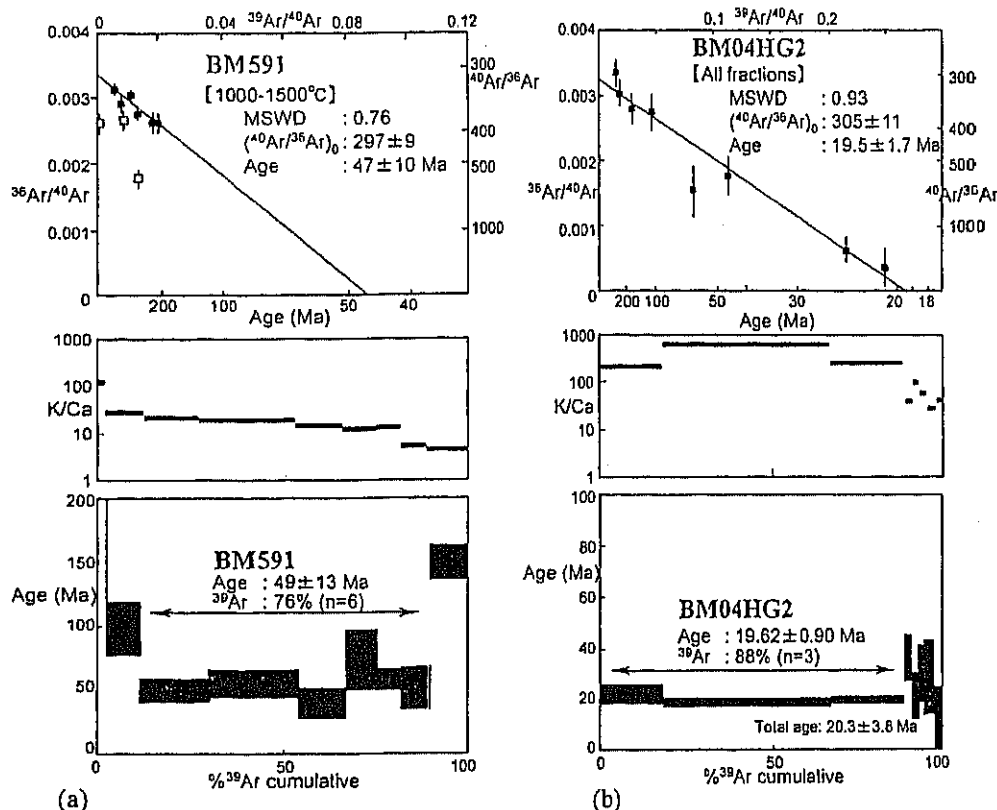 0 0.04 ³⁹Ar/⁴⁰Ar 0.08 0.12
0.004
BM591
[1000-1500°C]
MSWD : 0.76
(⁴⁰Ar/³⁶Ar)₀ : 297±9
Age : 47±10 Ma
300
⁴⁰Ar/³⁶Ar
0.003
400
0.002
500
³⁶Ar/⁴⁰Ar
0.001
1000
0
200 100 50 40
Age (Ma)
1000
100
K/Ca
10
1
200
150
Age (Ma)
100
50
0
BM591
Age : 49±13 Ma
³⁹Ar : 76% (n=6)
0 50 100
%³⁹Ar cumulative
(a)
0.1 ³⁹Ar/⁴⁰Ar 0.2
0.004
BM04HG2
[All fractions]
MSWD : 0.93
(⁴⁰Ar/³⁶Ar)₀ : 305±11
Age : 19.5±1.7 Ma
300
⁴⁰Ar/³⁶Ar
0.003
400
0.002
500
³⁶Ar/⁴⁰Ar
⁴⁰Ar/³⁶Ar
0.001
1000
0
200 100 50 30 20 18
Age (Ma)
1000
100
K/Ca
10
1
100
80
Age (Ma)
60
40
20
0
BM04HG2
Age : 19.62±0.90 Ma
³⁹Ar : 88% (n=3)
Total age: 20.3±3.8 Ma
0 50 100
%³⁹Ar cumulative
(b)